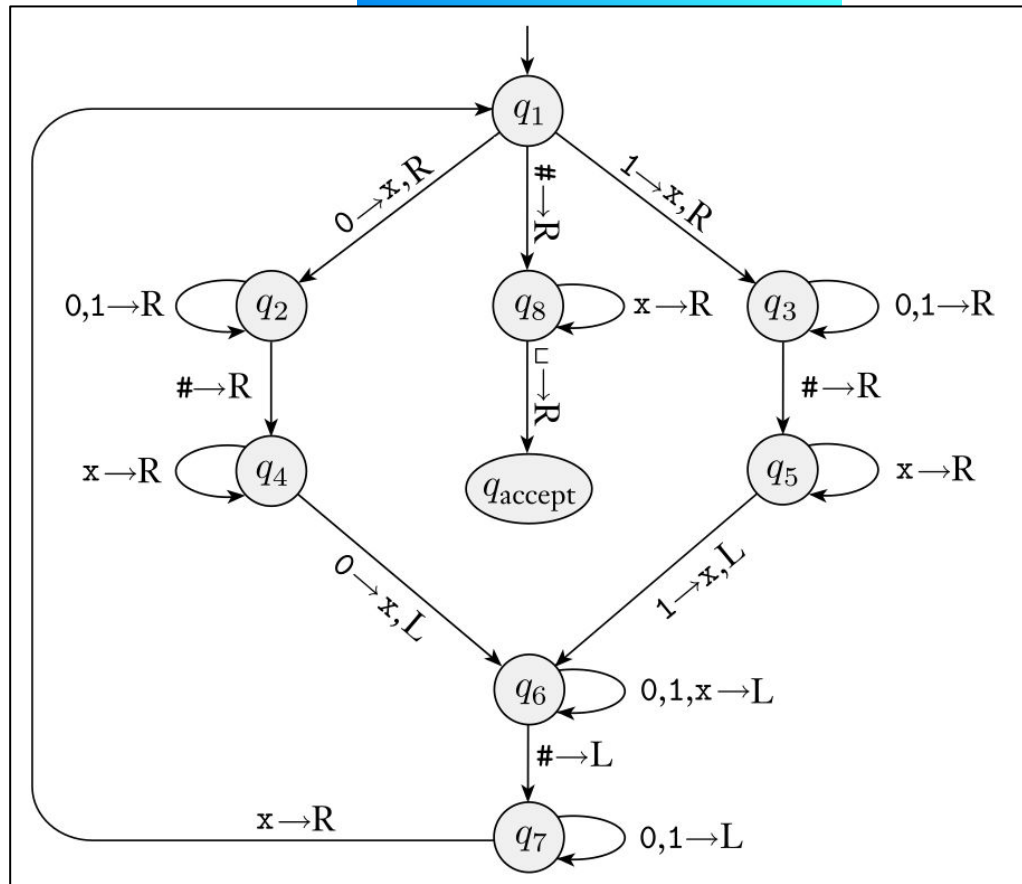 q₁
0→x,R
#→R
1→x,R
0,1→R
q₂
q₈
x→R
q₃
0,1→R
#→R
⊔→R
#→R
x→R
q₄
q_accept
q₅
x→R
0→x,L
1→x,L
q₆
0,1,x→L
#→L
x→R
q₇
0,1→L